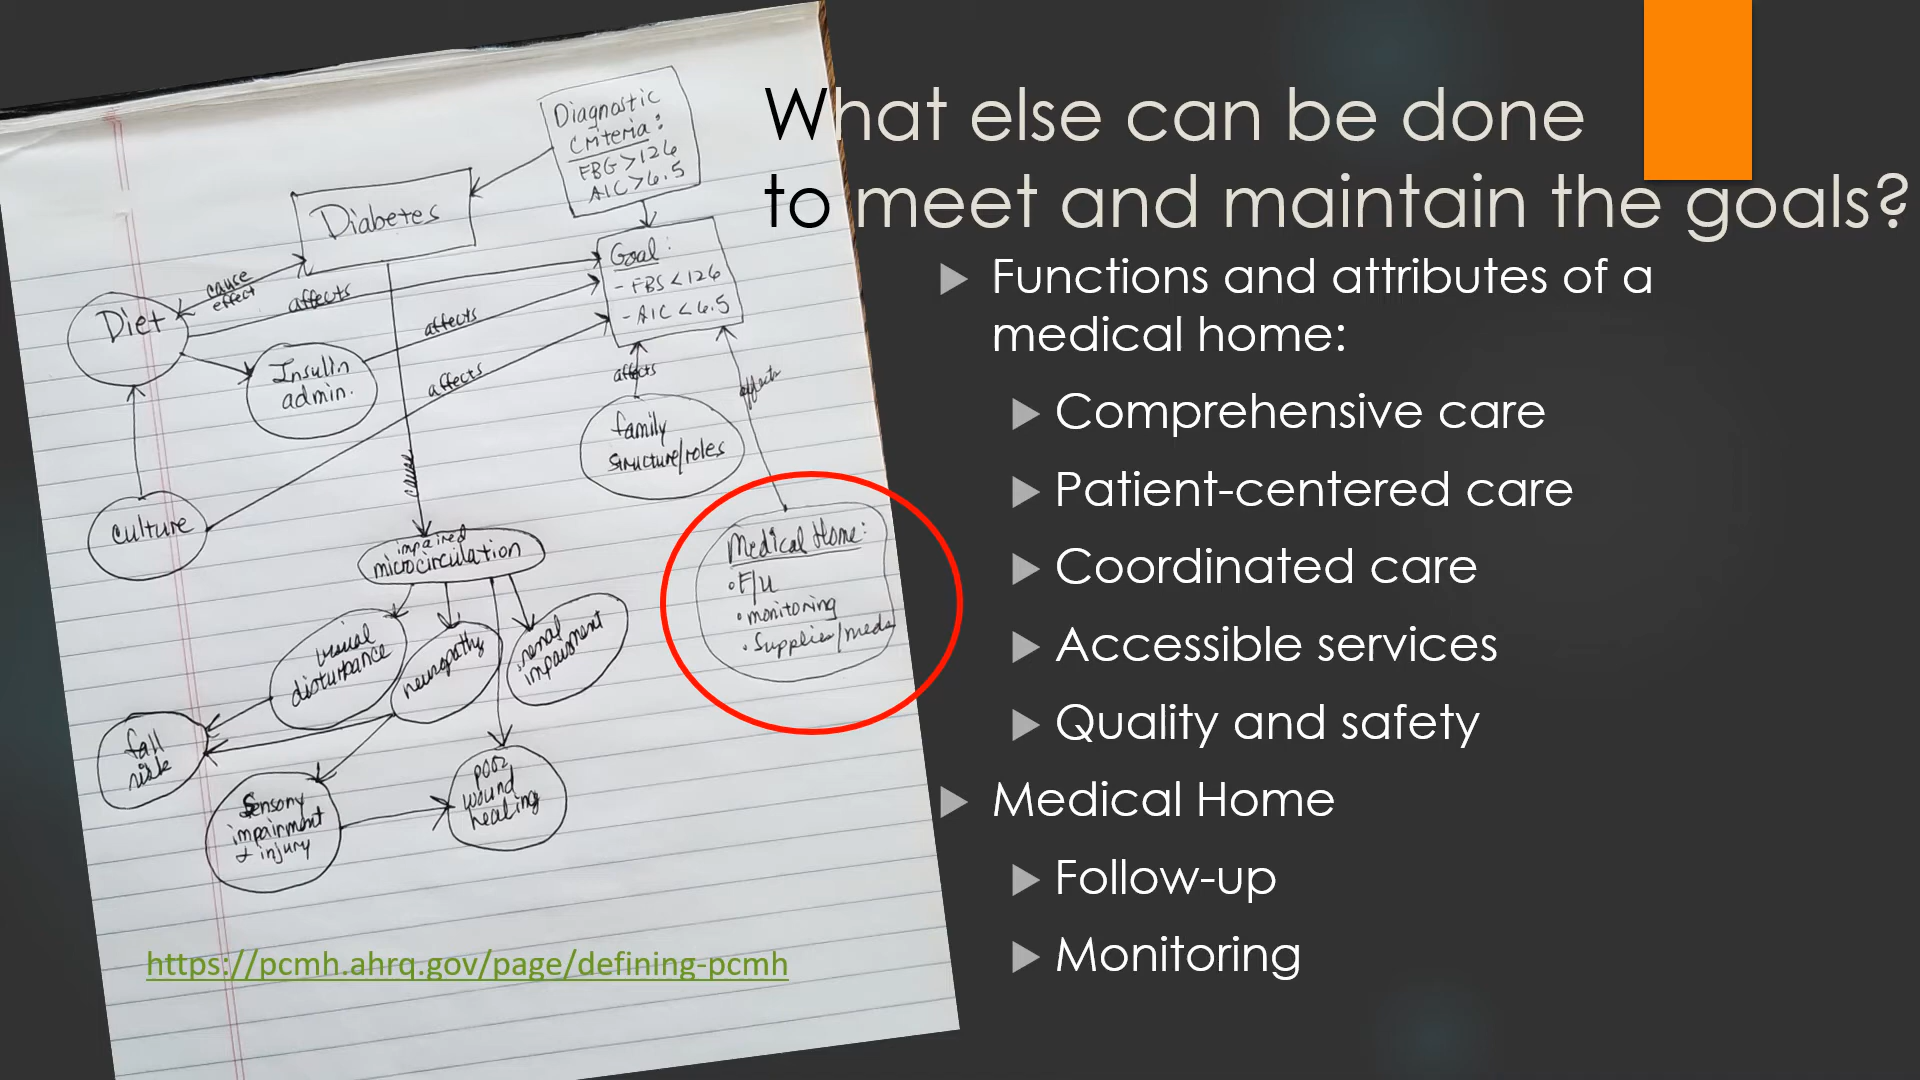 What else can be done
to meet and maintain the goals?
Functions and attributes of a
medical home:
Comprehensive care
Patient-centered care
Coordinated care
Accessible services
Quality and safety
Medical Home
Follow-up
Monitoring
Diagnostic
Criteria:
FBG > 126
A1C > 6.5
Diabetes
Goal:
- FBS < 126
- A1C < 6.5
cause
effect
affects
Diet
affects
Insulin
admin.
affects
affects
affects
family
structure/roles
cause
culture
impaired
microcirculation
Medical Home:
• F/u
• monitoring
• Supplies/meds
visual
disturbance
neuropathy
renal
impairment
fall
risk
Sensory
impairment
+ injury
poor
wound
healing
https://pcmh.ahrq.gov/page/defining-pcmh